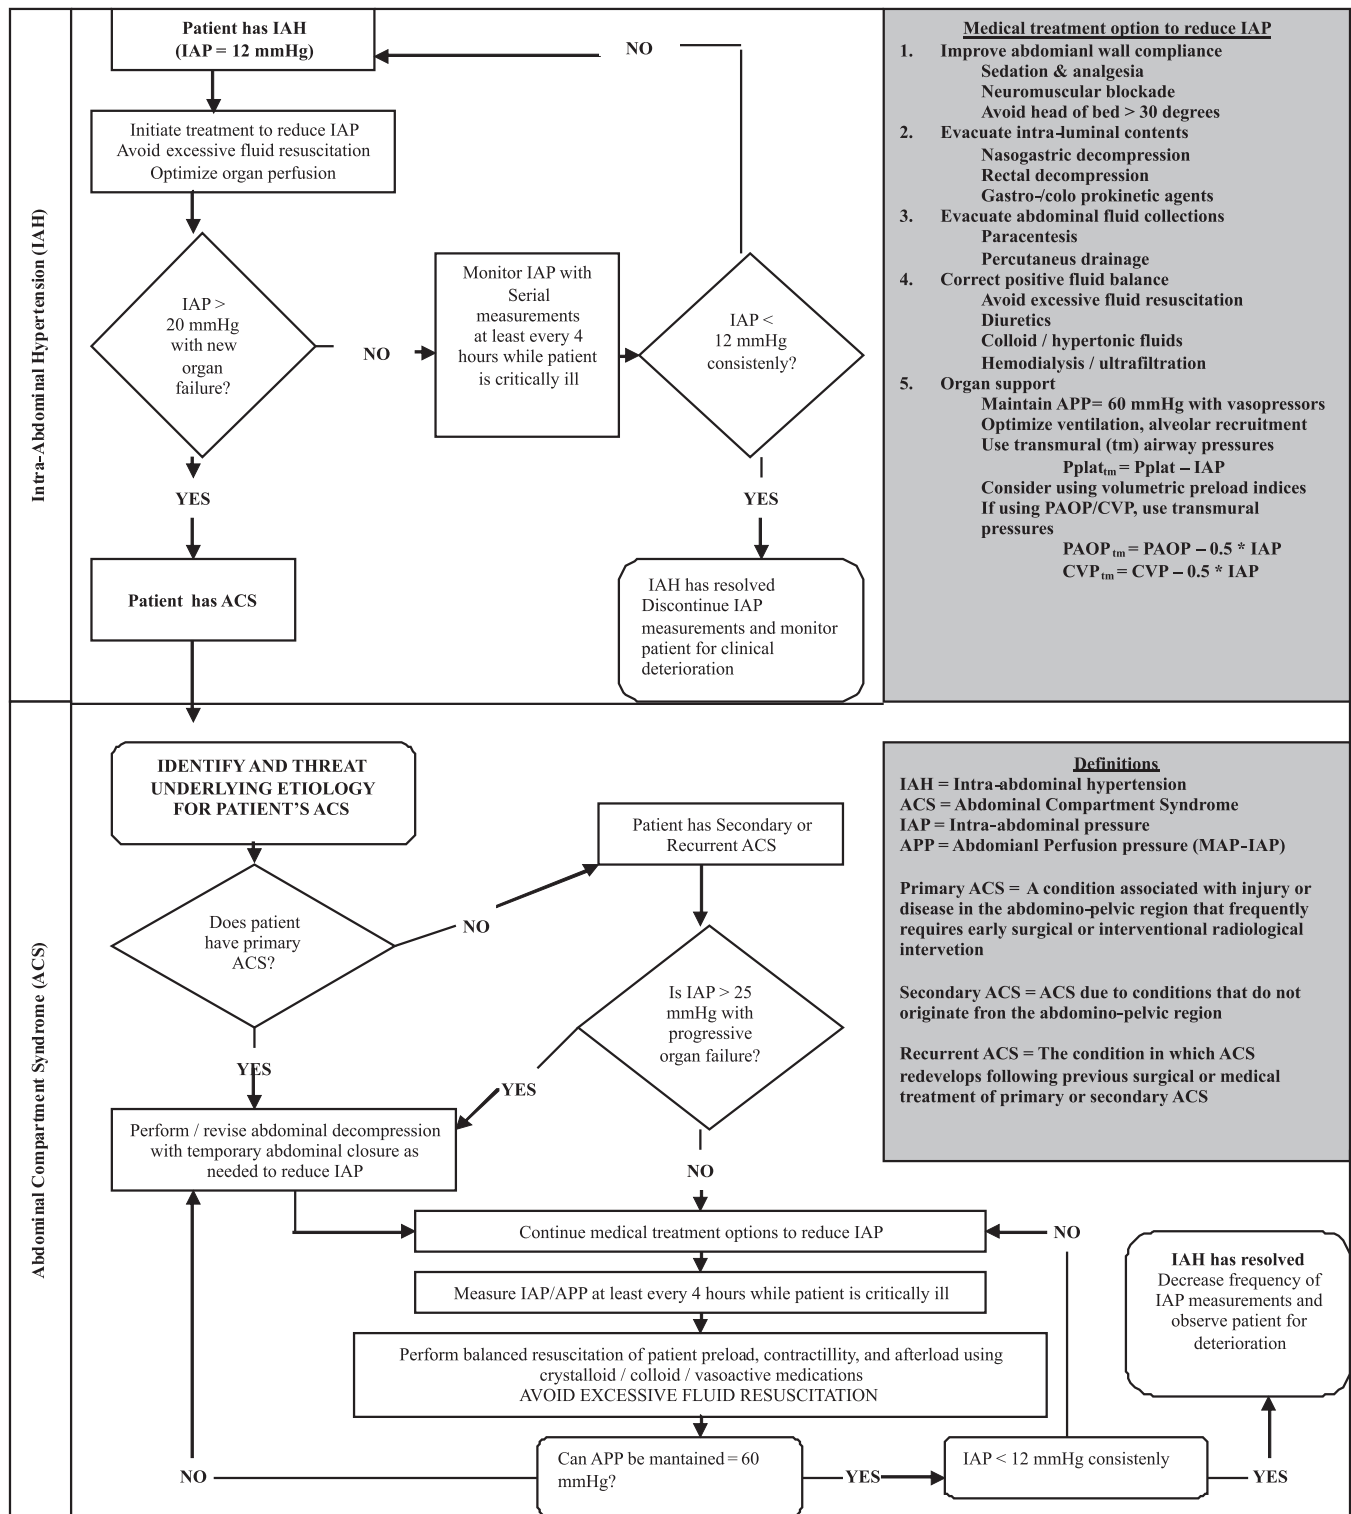 Intra-Abdominal Hypertension (IAH)
Patient has IAH
(IAP = 12 mmHg)
NO
Initiate treatment to reduce IAP
Avoid excessive fluid resuscitation
Optimize organ perfusion
IAP >
20 mmHg
with new
organ
failure?
NO
Monitor IAP with
Serial
measurements
at least every 4
hours while patient
is critically ill
IAP <
12 mmHg
consistenly?
YES
YES
Patient has ACS
IAH has resolved
Discontinue IAP
measurements and monitor
patient for clinical
deterioration
Medical treatment option to reduce IAP
1. Improve abdomianl wall compliance
Sedation & analgesia
Neuromuscular blockade
Avoid head of bed > 30 degrees
2. Evacuate intra-luminal contents
Nasogastric decompression
Rectal decompression
Gastro-/colo prokinetic agents
3. Evacuate abdominal fluid collections
Paracentesis
Percutaneus drainage
4. Correct positive fluid balance
Avoid excessive fluid resuscitation
Diuretics
Colloid / hypertonic fluids
Hemodialysis / ultrafiltration
5. Organ support
Maintain APP= 60 mmHg with vasopressors
Optimize ventilation, alveolar recruitment
Use transmural (tm) airway pressures
Pplat tm = Pplat – IAP
Consider using volumetric preload indices
If using PAOP/CVP, use transmural
pressures
PAOP tm = PAOP – 0.5 * IAP
CVP tm = CVP – 0.5 * IAP
Abdominal Compartment Syndrome (ACS)
IDENTIFY AND THREAT
UNDERLYING ETIOLOGY
FOR PATIENT'S ACS
Does patient
have primary
ACS?
NO
Patient has Secondary or
Recurrent ACS
Is IAP > 25
mmHg with
progressive
organ failure?
YES
YES
Perform / revise abdominal decompression
with temporary abdominal closure as
needed to reduce IAP
NO
Continue medical treatment options to reduce IAP
NO
Measure IAP/APP at least every 4 hours while patient is critically ill
Perform balanced resuscitation of patient preload, contractillity, and afterload using
crystalloid / colloid / vasoactive medications
AVOID EXCESSIVE FLUID RESUSCITATION
NO
Can APP be mantained = 60
mmHg?
YES
IAP < 12 mmHg consistenly
YES
IAH has resolved
Decrease frequency of
IAP measurements and
observe patient for
deterioration
Definitions
IAH = Intra-abdominal hypertension
ACS = Abdominal Compartment Syndrome
IAP = Intra-abdominal pressure
APP = Abdomianl Perfusion pressure (MAP-IAP)
Primary ACS = A condition associated with injury or
disease in the abdomino-pelvic region that frequently
requires early surgical or interventional radiological
intervetion
Secondary ACS = ACS due to conditions that do not
originate fron the abdomino-pelvic region
Recurrent ACS = The condition in which ACS
redevelops following previous surgical or medical
treatment of primary or secondary ACS